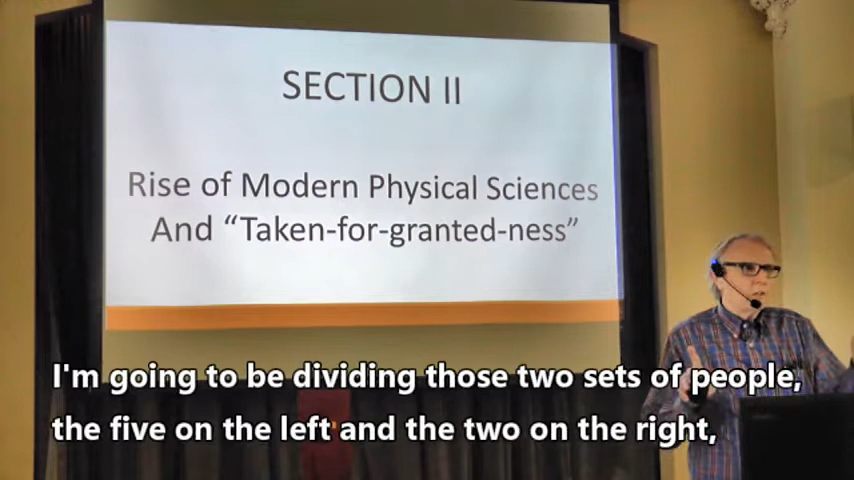 SECTION II
Rise of Modern Physical Sciences
And “Taken-for-granted-ness”
I'm going to be dividing those two sets of people,
the five on the left and the two on the right,